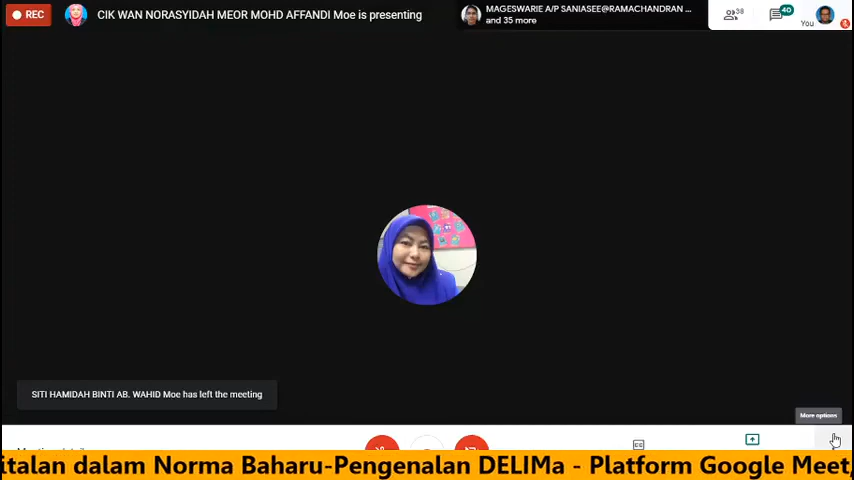 REC
CIK WAN NORASYIDAH MEOR MOHD AFFANDI Moe is presenting
MAGESWARIE A/P SANIASEE@RAMACHANDRAN ...
and 35 more
38
40
You
SITI HAMIDAH BINTI AB. WAHID Moe has left the meeting
More options
CC
italan dalam Norma Baharu-Pengenalan DELIMa - Platform Google Meet,